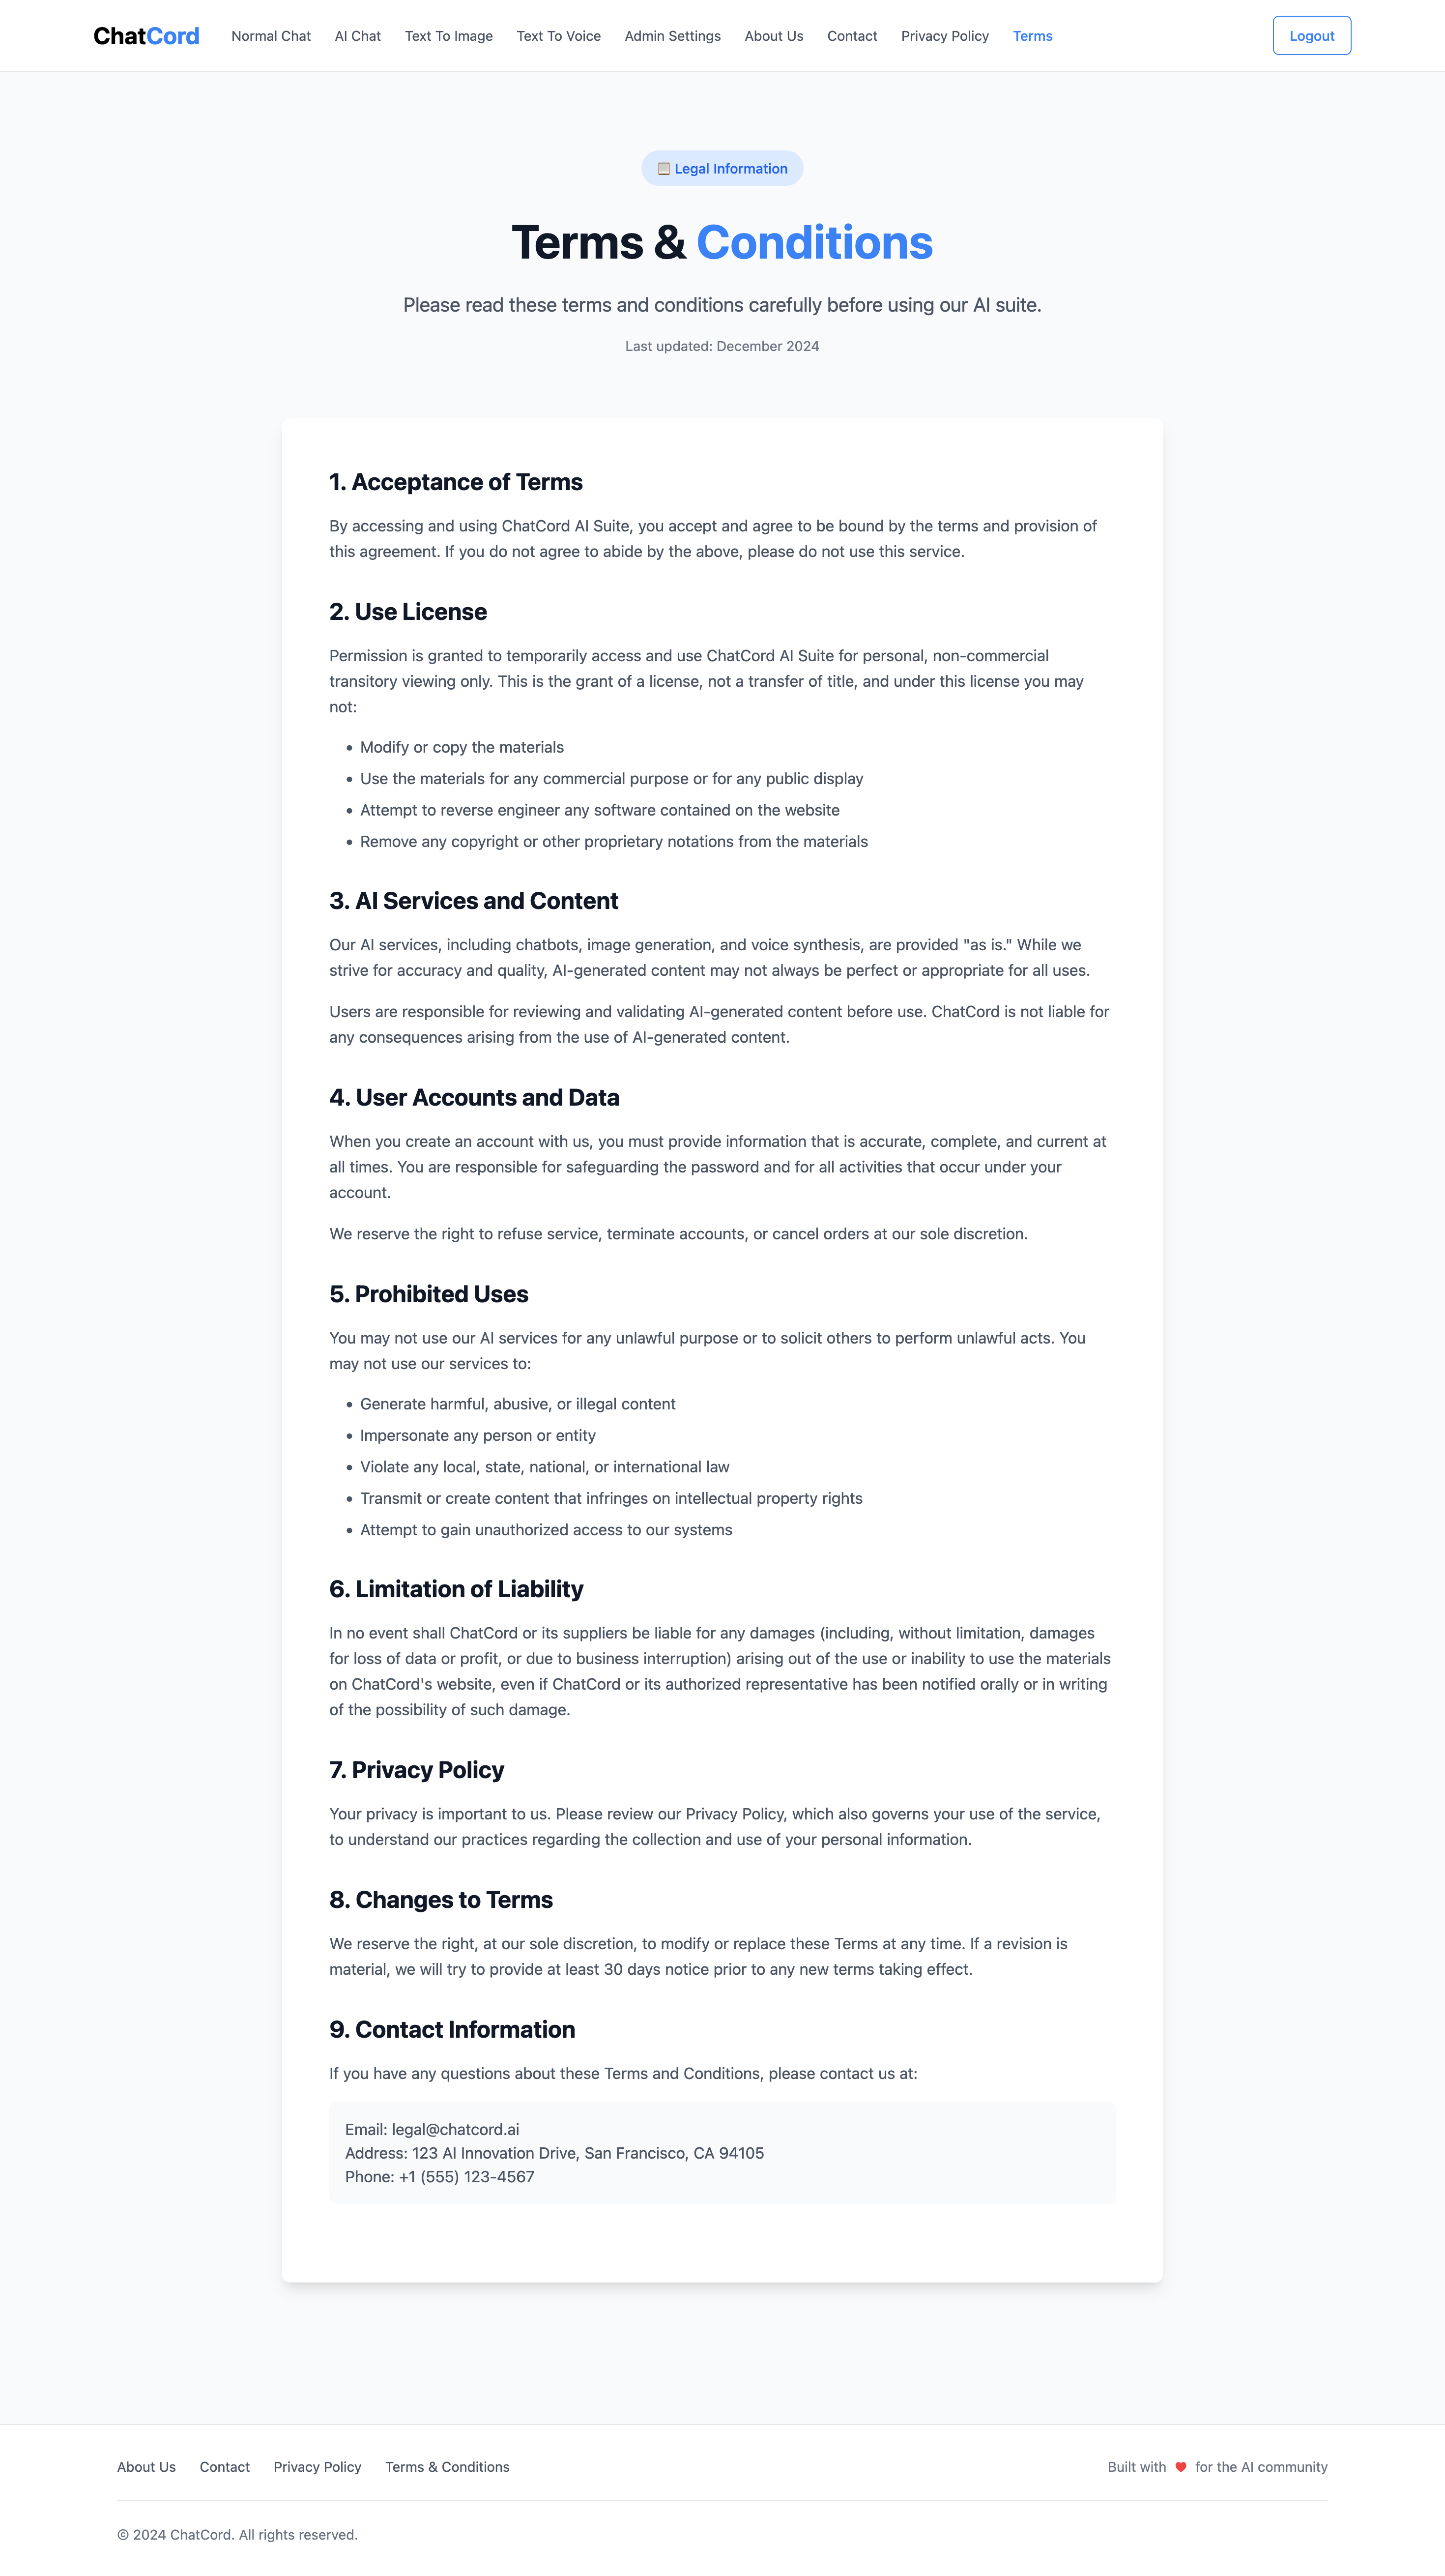 ChatCord
Normal Chat
AI Chat
Text To Image
Text To Voice
Admin Settings
About Us
Contact
Privacy Policy
Terms
Logout
📋 Legal Information
Terms & Conditions
Please read these terms and conditions carefully before using our AI suite.
Last updated: December 2024
1. Acceptance of Terms
By accessing and using ChatCord AI Suite, you accept and agree to be bound by the terms and provision of
this agreement. If you do not agree to abide by the above, please do not use this service.
2. Use License
Permission is granted to temporarily access and use ChatCord AI Suite for personal, non-commercial
transitory viewing only. This is the grant of a license, not a transfer of title, and under this license you may
not:
• Modify or copy the materials
• Use the materials for any commercial purpose or for any public display
• Attempt to reverse engineer any software contained on the website
• Remove any copyright or other proprietary notations from the materials
3. AI Services and Content
Our AI services, including chatbots, image generation, and voice synthesis, are provided "as is." While we
strive for accuracy and quality, AI-generated content may not always be perfect or appropriate for all uses.
Users are responsible for reviewing and validating AI-generated content before use. ChatCord is not liable for
any consequences arising from the use of AI-generated content.
4. User Accounts and Data
When you create an account with us, you must provide information that is accurate, complete, and current at
all times. You are responsible for safeguarding the password and for all activities that occur under your
account.
We reserve the right to refuse service, terminate accounts, or cancel orders at our sole discretion.
5. Prohibited Uses
You may not use our AI services for any unlawful purpose or to solicit others to perform unlawful acts. You
may not use our services to:
• Generate harmful, abusive, or illegal content
• Impersonate any person or entity
• Violate any local, state, national, or international law
• Transmit or create content that infringes on intellectual property rights
• Attempt to gain unauthorized access to our systems
6. Limitation of Liability
In no event shall ChatCord or its suppliers be liable for any damages (including, without limitation, damages
for loss of data or profit, or due to business interruption) arising out of the use or inability to use the materials
on ChatCord's website, even if ChatCord or its authorized representative has been notified orally or in writing
of the possibility of such damage.
7. Privacy Policy
Your privacy is important to us. Please review our Privacy Policy, which also governs your use of the service,
to understand our practices regarding the collection and use of your personal information.
8. Changes to Terms
We reserve the right, at our sole discretion, to modify or replace these Terms at any time. If a revision is
material, we will try to provide at least 30 days notice prior to any new terms taking effect.
9. Contact Information
If you have any questions about these Terms and Conditions, please contact us at:
Email: legal@chatcord.ai
Address: 123 AI Innovation Drive, San Francisco, CA 94105
Phone: +1 (555) 123-4567
About Us
Contact
Privacy Policy
Terms & Conditions
Built with ❤️ for the AI community
© 2024 ChatCord. All rights reserved.